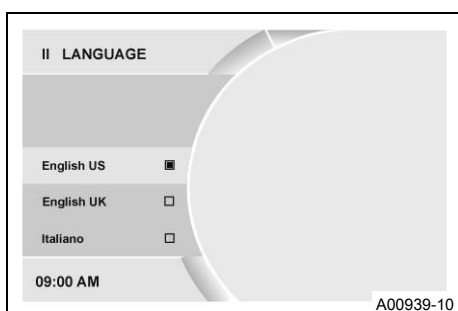 II LANGUAGE
English US
English UK
Italiano
09:00 AM
A00939-10